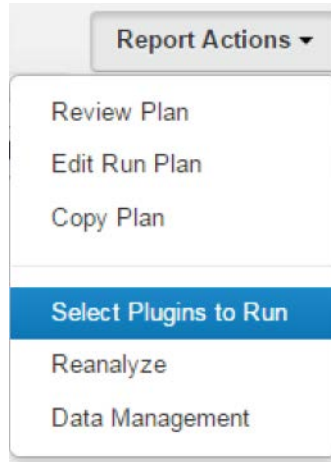 Report Actions
Review Plan
Edit Run Plan
Copy Plan
Select Plugins to Run
Reanalyze
Data Management